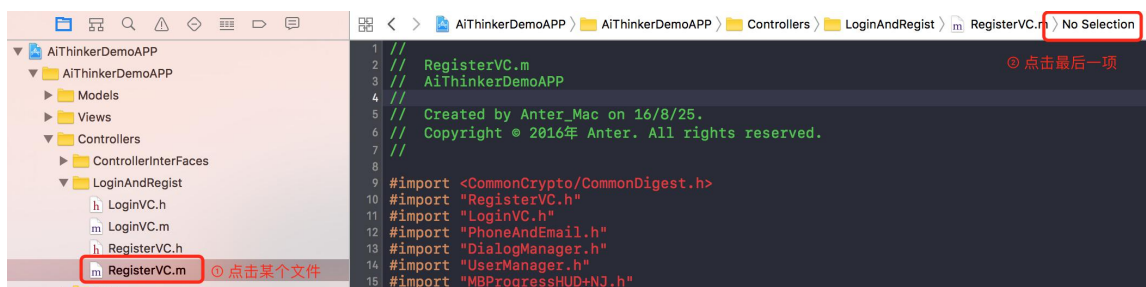 AiThinkerDemoAPP
AiThinkerDemoAPP
Models
Views
Controllers
ControllerInterFaces
LoginAndRegist
h LoginVC.h
m LoginVC.m
h RegisterVC.h
m RegisterVC.m ① 点击某个文件
AiThinkerDemoAPP 〉 AiThinkerDemoAPP 〉 Controllers 〉 LoginAndRegist 〉 m RegisterVC.m 〉 No Selection
② 点击最后一项
1 //
2 // RegisterVC.m
3 // AiThinkerDemoAPP
4 //
5 // Created by Anter_Mac on 16/8/25.
6 // Copyright © 2016年 Anter. All rights reserved.
7 //
8
9 #import <CommonCrypto/CommonDigest.h>
10 #import "RegisterVC.h"
11 #import "LoginVC.h"
12 #import "PhoneAndEmail.h"
13 #import "DialogManager.h"
14 #import "UserManager.h"
15 #import "MBProgressHUD+NJ.h"